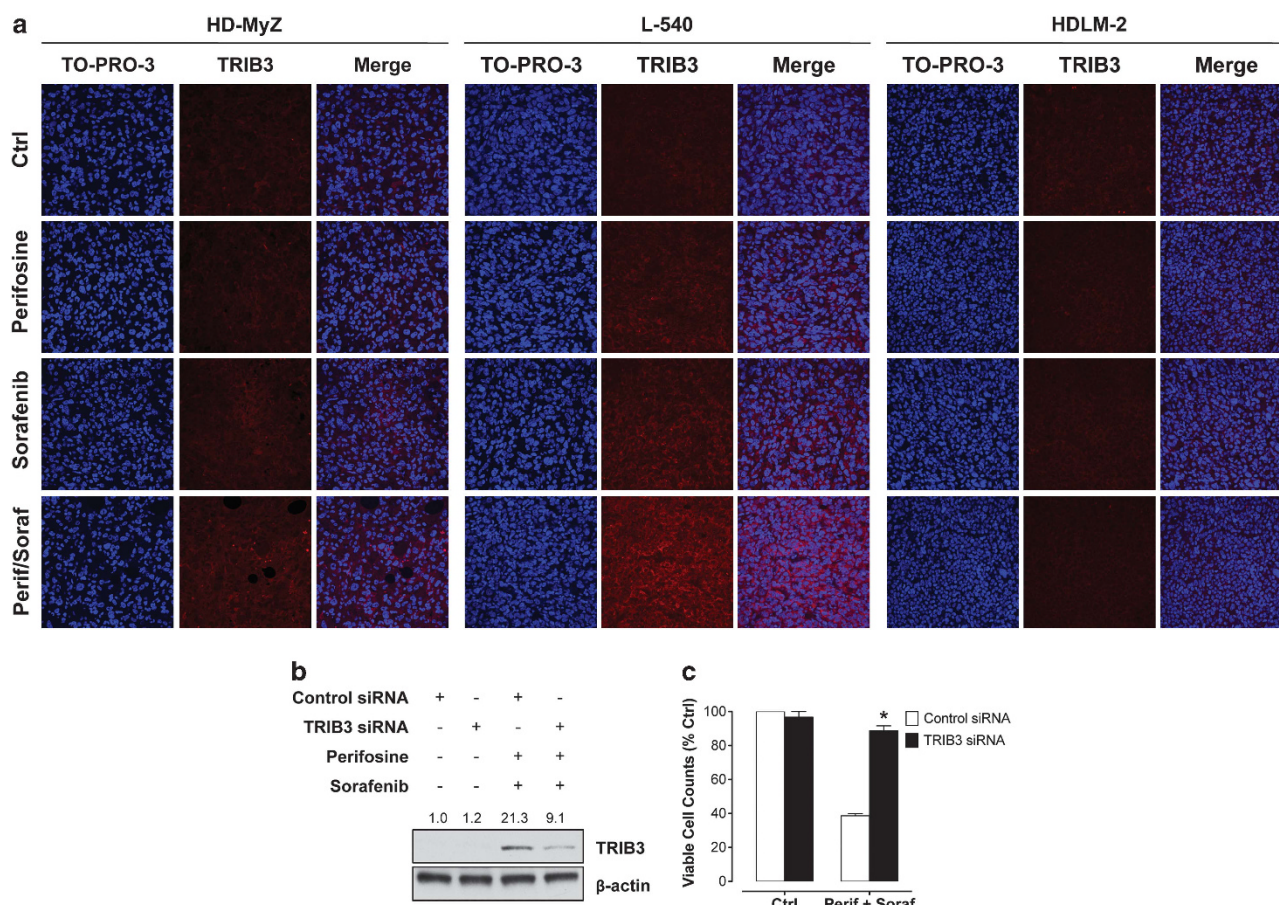 a
HD-MyZ L-540 HDLM-2
TO-PRO-3 TRIB3 Merge TO-PRO-3 TRIB3 Merge TO-PRO-3 TRIB3 Merge
Ctrl
Perifosine
Sorafenib
Perif/Soraf
b
Control siRNA + - + -
TRIB3 siRNA - + - +
Perifosine - - + +
Sorafenib - - + +
1.0 1.2 21.3 9.1
TRIB3
β-actin
c
Viable Cell Counts (% Ctrl)
100
80
60
40
20
0
*
Control siRNA
TRIB3 siRNA
Ctrl Perif + Soraf